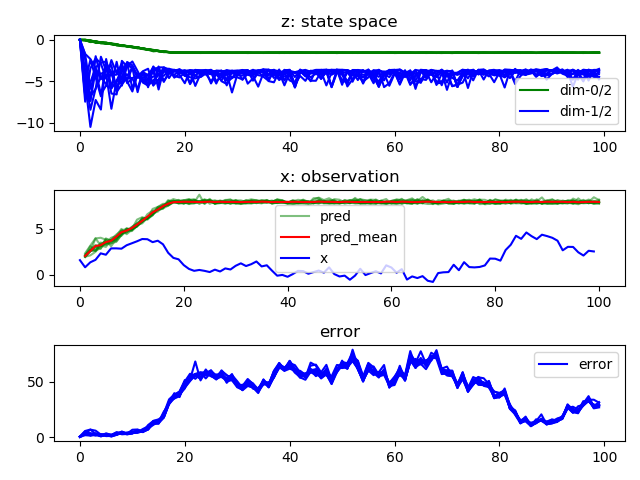 z: state space
0
−5
−10
dim-0/2
dim-1/2
0 20 40 60 80 100
x: observation
5
0
pred
pred_mean
x
0 20 40 60 80 100
error
50
0
error
0 20 40 60 80 100